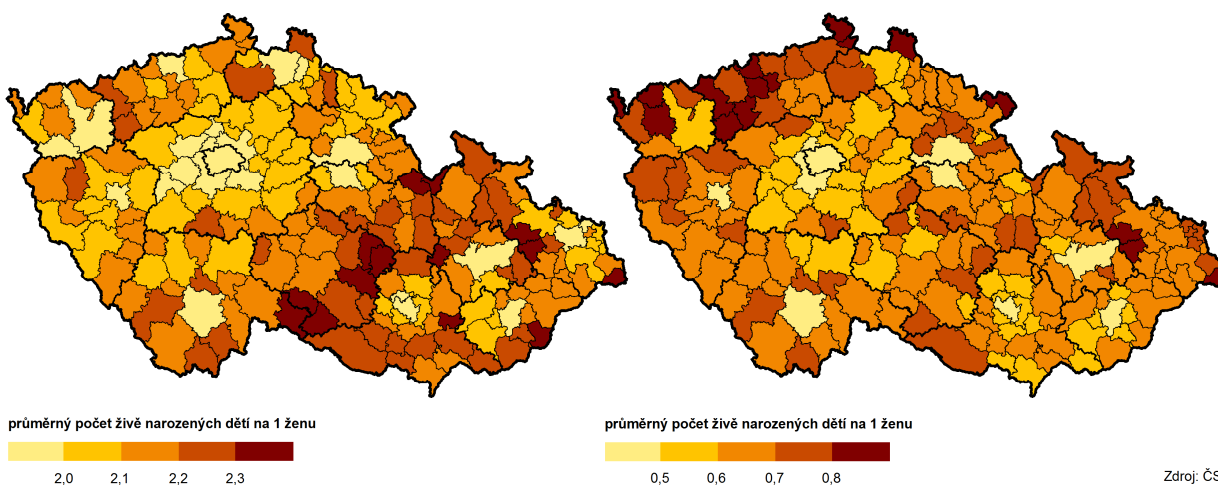 průměrný počet živě narozených dětí na 1 ženu
2,0 2,1 2,2 2,3
průměrný počet živě narozených dětí na 1 ženu
0,5 0,6 0,7 0,8
Zdroj: ČS